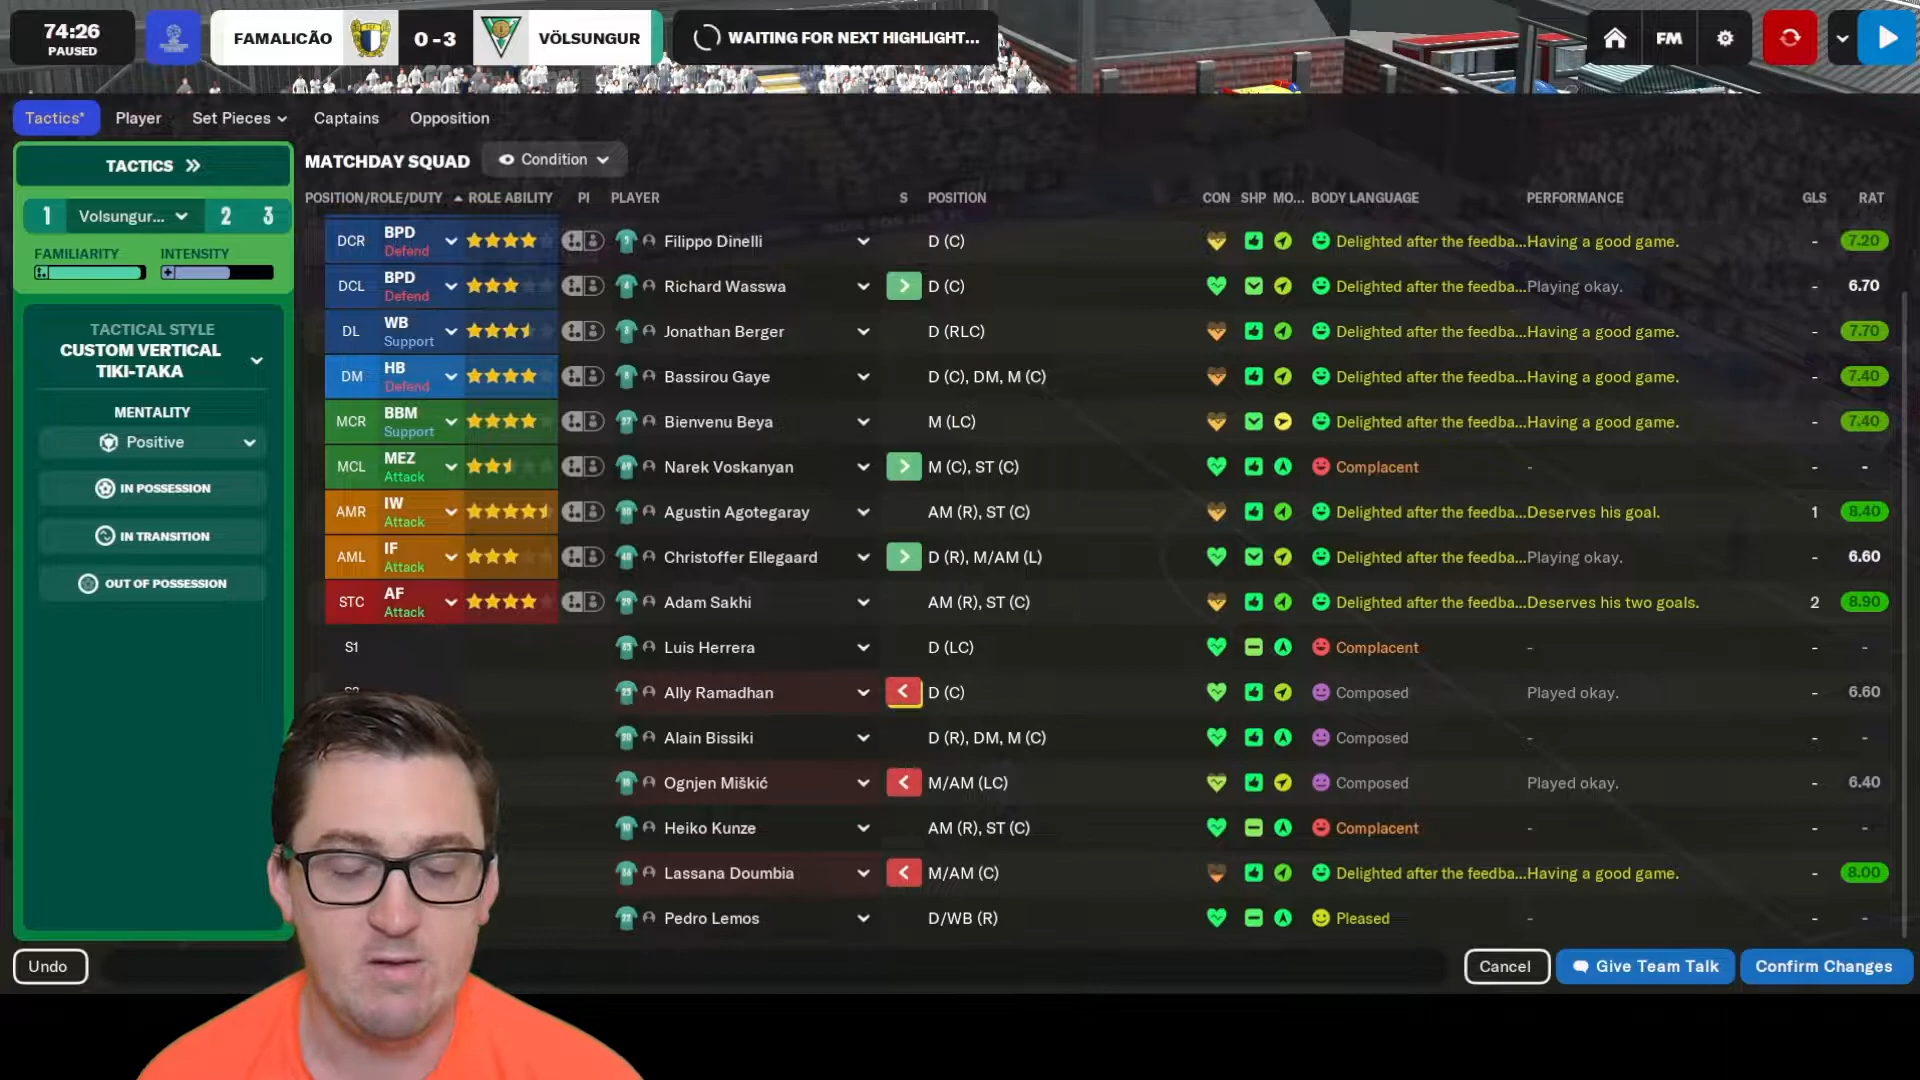 74:26
PAUSED
FAMALICÃO
0 - 3
VÖLSUNGUR
WAITING FOR NEXT HIGHLIGHT...
FM
Tactics*
Player
Set Pieces
Captains
Opposition
TACTICS
MATCHDAY SQUAD
Condition
POSITION/ROLE/DUTY ROLE ABILITY PI PLAYER S POSITION CON SHP MO... BODY LANGUAGE PERFORMANCE GLS RAT
1 Volsungur... 2 3
FAMILIARITY INTENSITY
TACTICAL STYLE
CUSTOM VERTICAL
TIKI-TAKA
MENTALITY
Positive
IN POSSESSION
IN TRANSITION
OUT OF POSSESSION
DCR BPD Defend Filippo Dinelli D (C) Delighted after the feedba...Having a good game. - 7.20
DCL BPD Defend Richard Wasswa D (C) Delighted after the feedba...Playing okay. - 6.70
DL WB Support Jonathan Berger D (RLC) Delighted after the feedba...Having a good game. - 7.70
DM HB Defend Bassirou Gaye D (C), DM, M (C) Delighted after the feedba...Having a good game. - 7.40
MCR BBM Support Bienvenu Beya M (LC) Delighted after the feedba...Having a good game. - 7.40
MCL MEZ Attack Narek Voskanyan M (C), ST (C) Complacent - - -
AMR IW Attack Agustin Agotegaray AM (R), ST (C) Delighted after the feedba...Deserves his goal. 1 8.40
AML IF Attack Christoffer Ellegaard D (R), M/AM (L) Delighted after the feedba...Playing okay. - 6.60
STC AF Attack Adam Sakhi AM (R), ST (C) Delighted after the feedba...Deserves his two goals. 2 8.90
S1 Luis Herrera D (LC) Complacent - - -
Ally Ramadhan D (C) Composed Played okay. - 6.60
Alain Bissiki D (R), DM, M (C) Composed - - -
Ognjen Miškić M/AM (LC) Composed Played okay. - 6.40
Heiko Kunze AM (R), ST (C) Complacent - - -
Lassana Doumbia M/AM (C) Delighted after the feedba...Having a good game. - 8.00
Pedro Lemos D/WB (R) Pleased - - -
Undo
Cancel
Give Team Talk
Confirm Changes